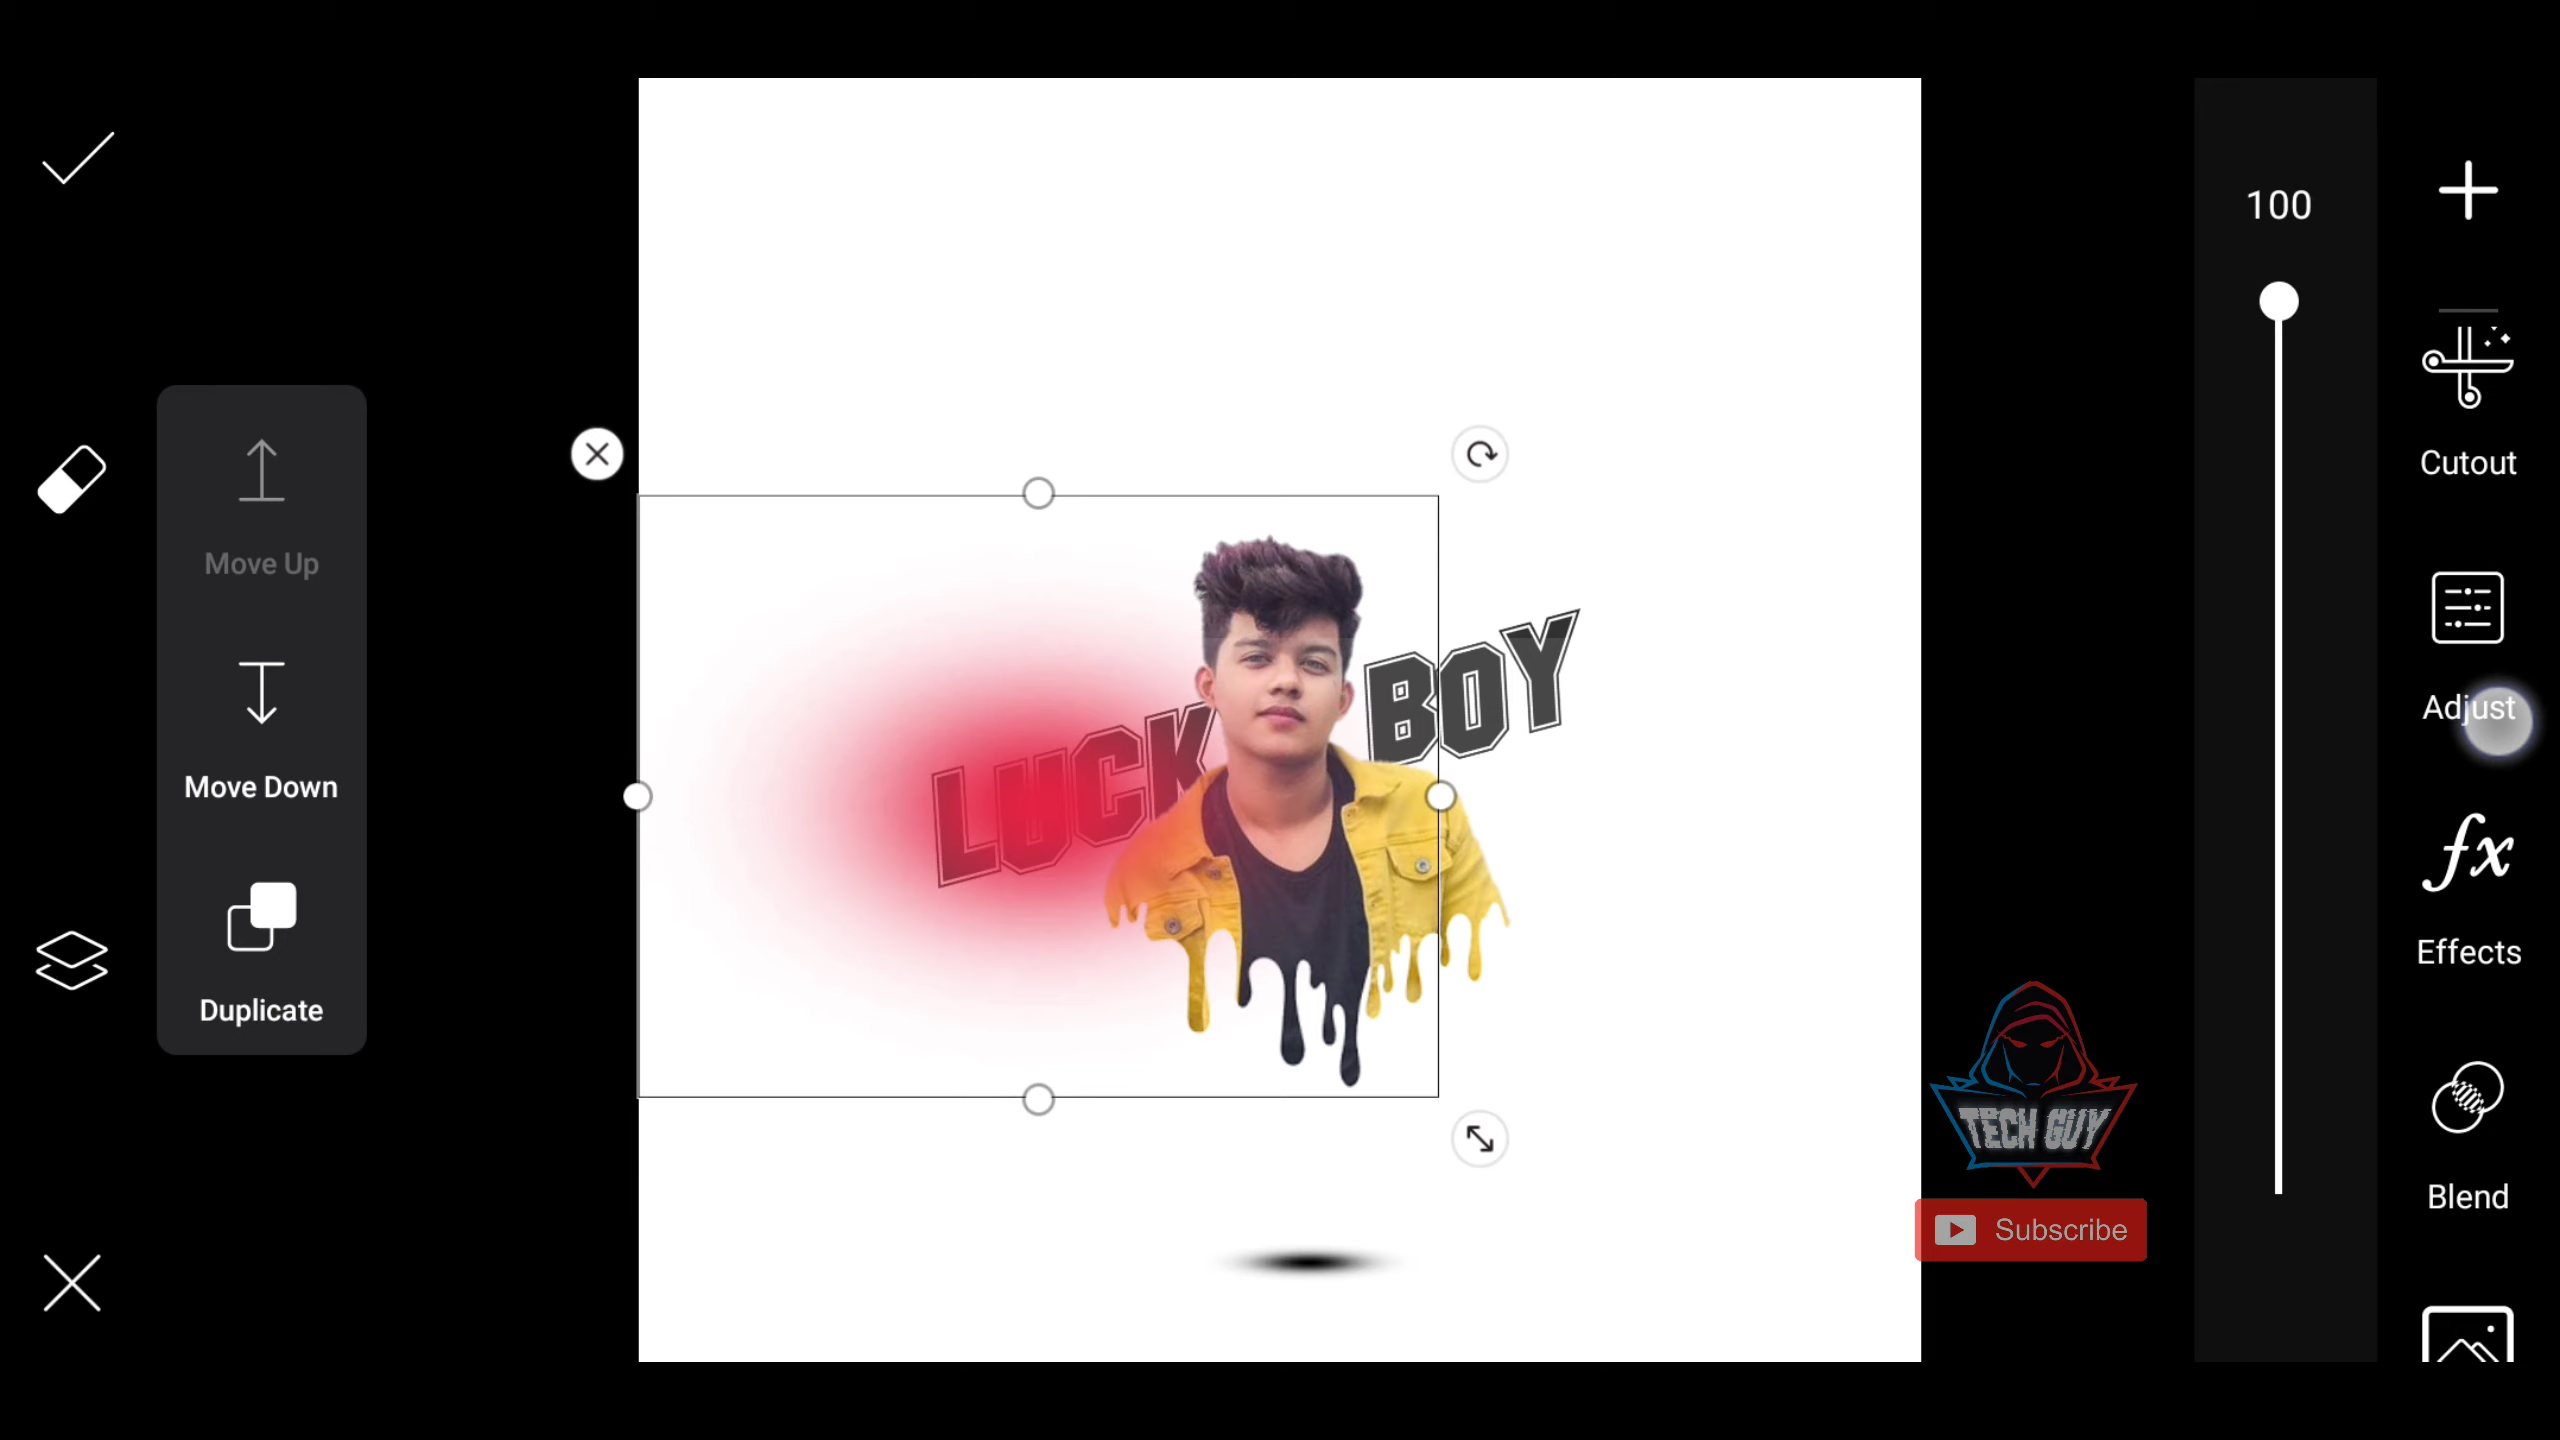 100
Cutout
Move Up
Adjust
LUCK BOY
Move Down
Effects
Duplicate
TECH GUY
Blend
Subscribe